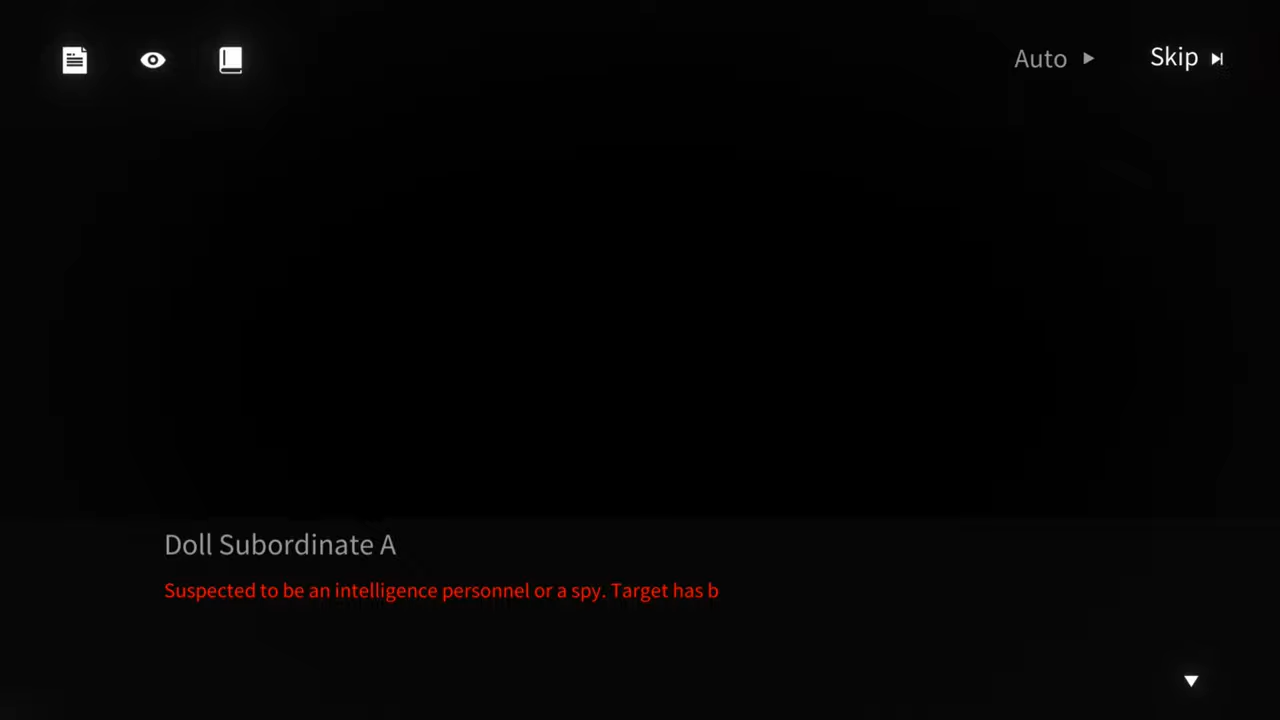 Auto
Skip
Doll Subordinate A
Suspected to be an intelligence personnel or a spy. Target has b